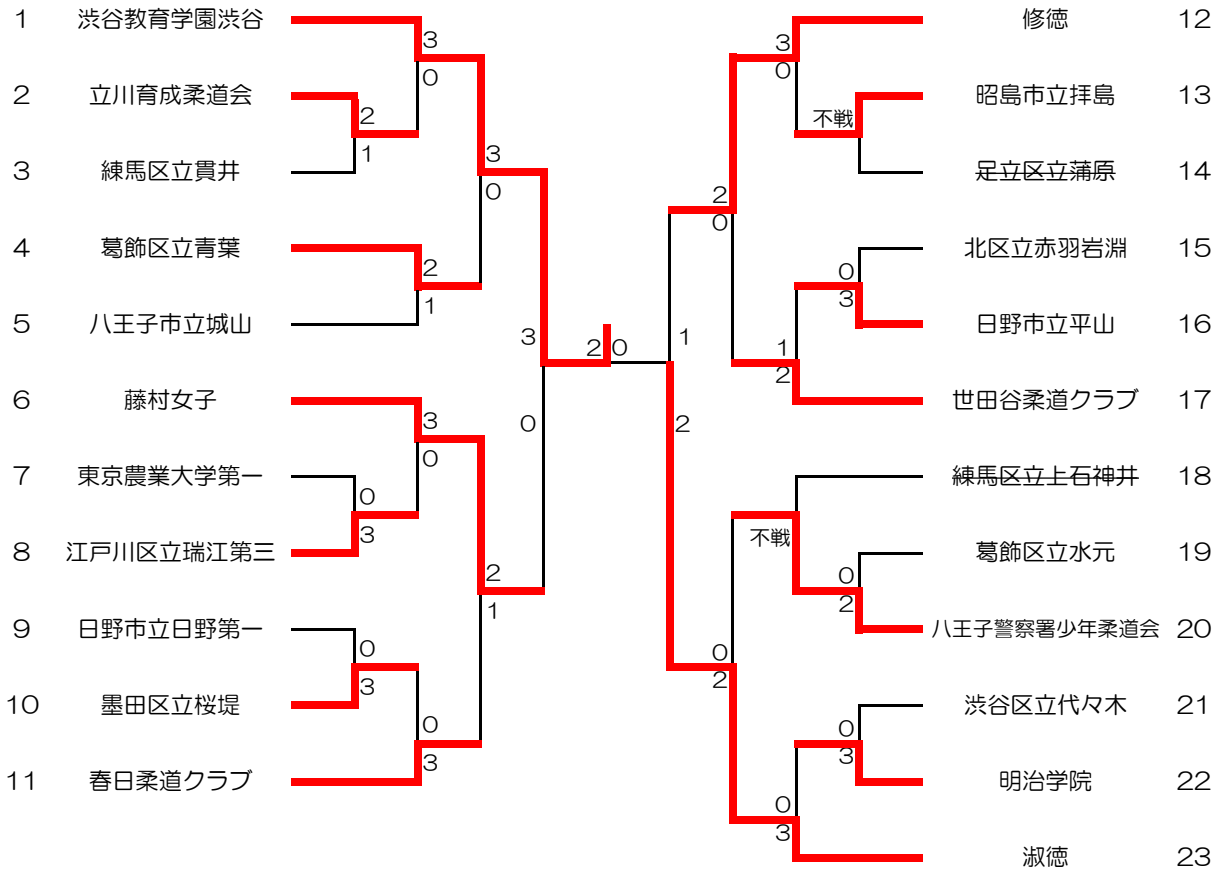 1 渋谷教育学園渋谷 3 3 修徳 12
0 0
2 立川育成柔道会 2 不戦 昭島市立拝島 13
1
3 練馬区立貫井 3 足立区立蒲原 14
0 2
0
4 葛飾区立青葉 2 0 北区立赤羽岩淵 15
1 3
5 八王子市立城山 日野市立平山 16
3 2 0 1 1
2
6 藤村女子 3 世田谷柔道クラブ 17
0 0 2
7 東京農業大学第一 0 練馬区立上石神井 18
3 不戦
8 江戸川区立瑞江第三 葛飾区立水元 19
2 0
1 2
9 日野市立日野第一 0 八王子警察署少年柔道会 20
3 0
2
10 墨田区立桜堤 0 渋谷区立代々木 21
3 0
3
11 春日柔道クラブ 明治学院 22
0
3
淑徳 23